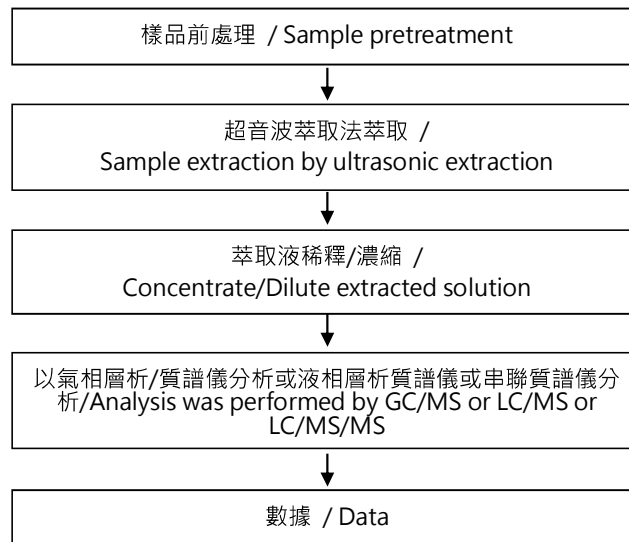 樣品前處理 / Sample pretreatment
超音波萃取法萃取 /
Sample extraction by ultrasonic extraction
萃取液稀釋/濃縮 /
Concentrate/Dilute extracted solution
以氣相層析/質譜儀分析或液相層析質譜儀或串聯質譜儀分
析/Analysis was performed by GC/MS or LC/MS or
LC/MS/MS
數據 / Data